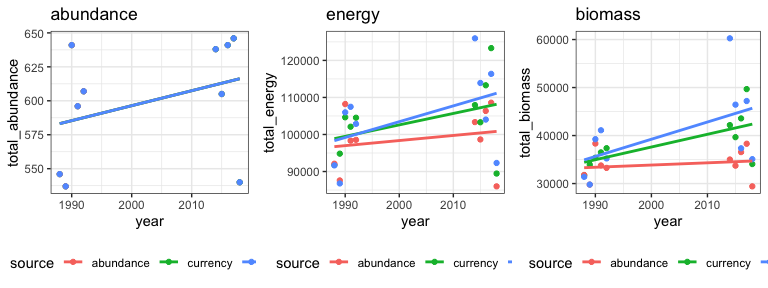 abundance
650
625
600
575
550
total_abundance
1990
2000
2010
year
source
abundance
currency
energy
120000
110000
100000
90000
total_energy
1990
2000
2010
year
source
abundance
currency
biomass
60000
50000
40000
30000
total_biomass
1990
2000
2010
year
source
abundance
currency